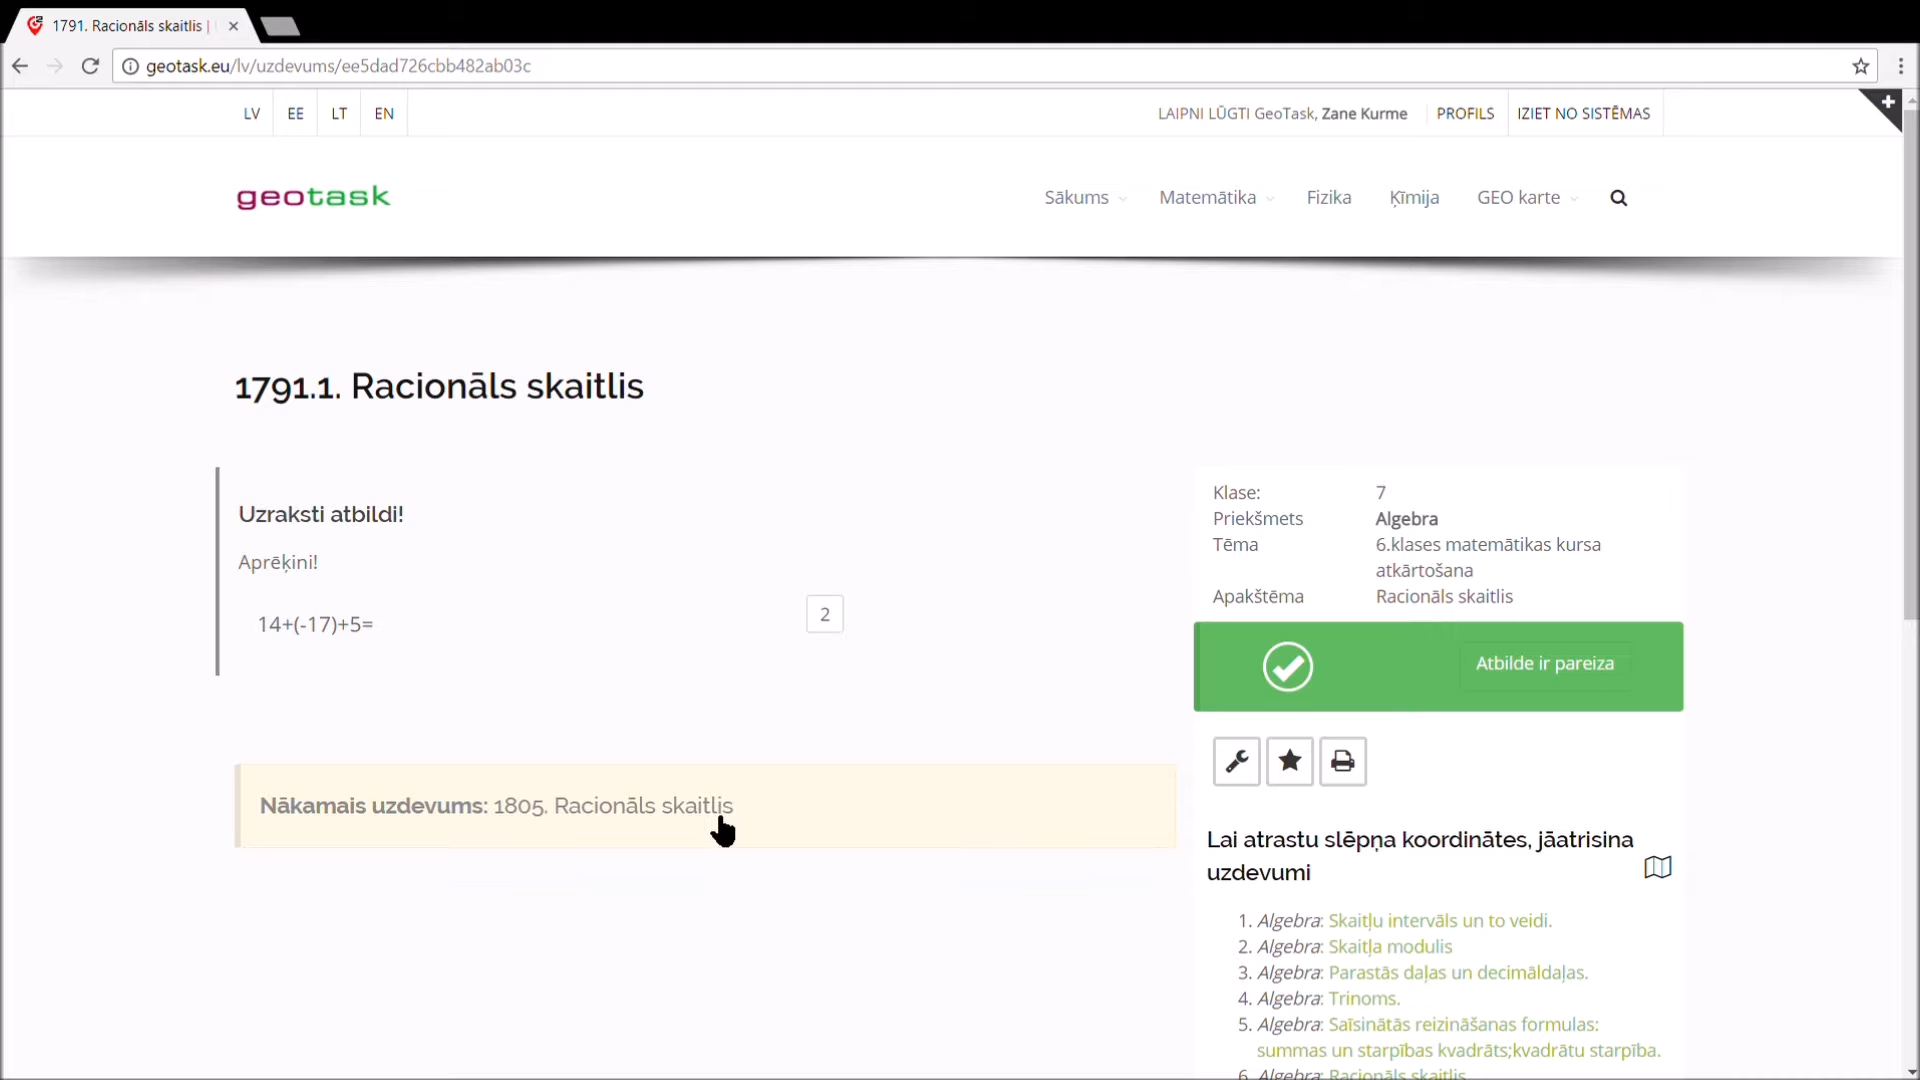 1791. Racionāls skaitlis |
geotask.eu/lv/uzdevums/ee5dad726cbb482ab03c
LV EE LT EN
LAIPNI LŪGTI GeoTask, Zane Kurme PROFILS IZIET NO SISTĒMAS
geotask
Sākums Matemātika Fizika Ķīmija GEO karte
1791.1. Racionāls skaitlis
Uzraksti atbildi!
Aprēķini!
14+(-17)+5= 2
Nākamais uzdevums: 1805. Racionāls skaitlis
Klase: 7
Priekšmets Algebra
Tēma 6.klases matemātikas kursa
atkārtošana
Apakštēma Racionāls skaitlis
Atbilde ir pareiza
Lai atrastu slēpņa koordinātes, jāatrisina
uzdevumi
1. Algebra: Skaitļu intervāls un to veidi.
2. Algebra: Skaitļa modulis
3. Algebra: Parastās daļas un decimāldaļas.
4. Algebra: Trinoms.
5. Algebra: Saīsinātās reizināšanas formulas:
summas un starpības kvadrāts;kvadrātu starpība.
6. Algebra: Racionāls skaitlis